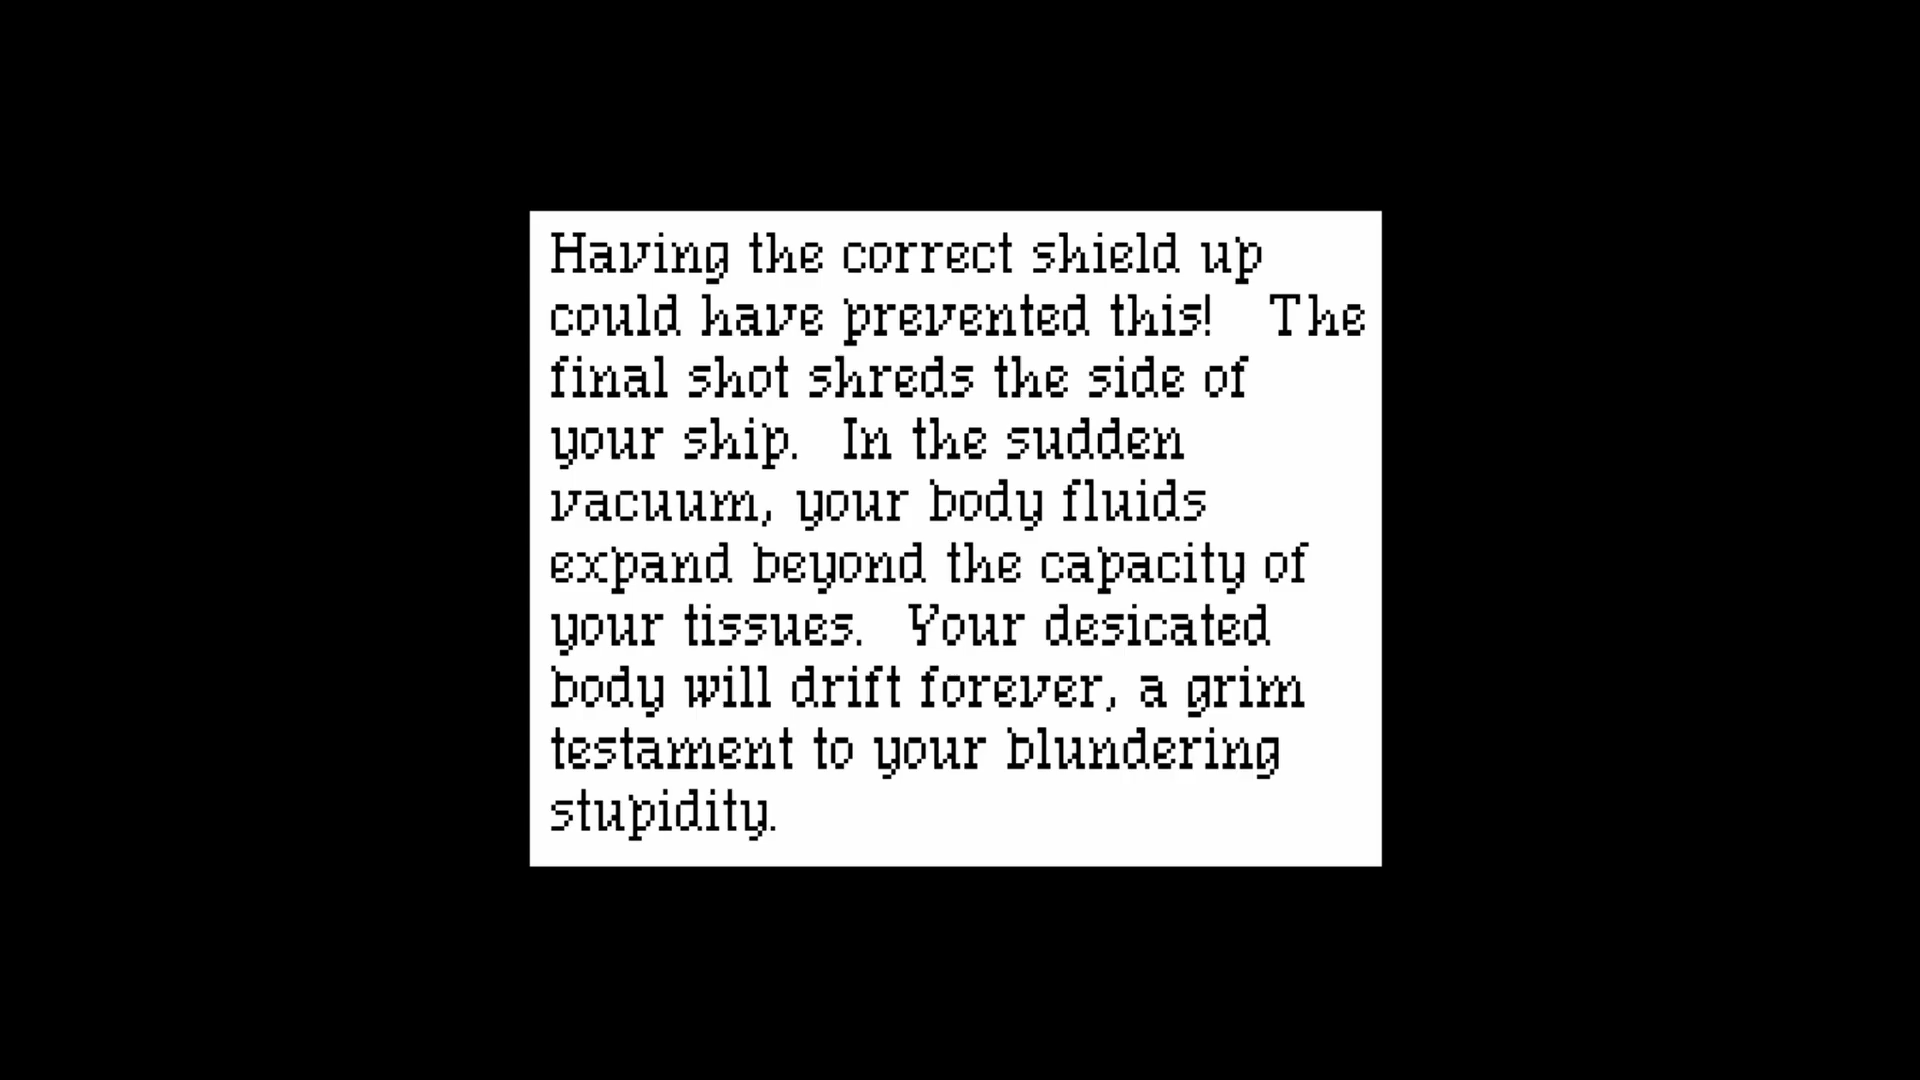 Having the correct shield up
could have prevented this!  The
final shot shreds the side of
your ship.  In the sudden
vacuum, your body fluids
expand beyond the capacity of
your tissues.  Your desicated
body will drift forever, a grim
testament to your blundering
stupidity.